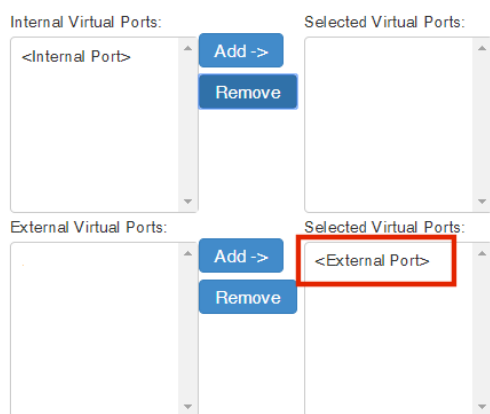 Internal Virtual Ports:
Selected Virtual Ports:
<Internal Port>
Add ->
Remove
External Virtual Ports:
Selected Virtual Ports:
Add ->
<External Port>
Remove